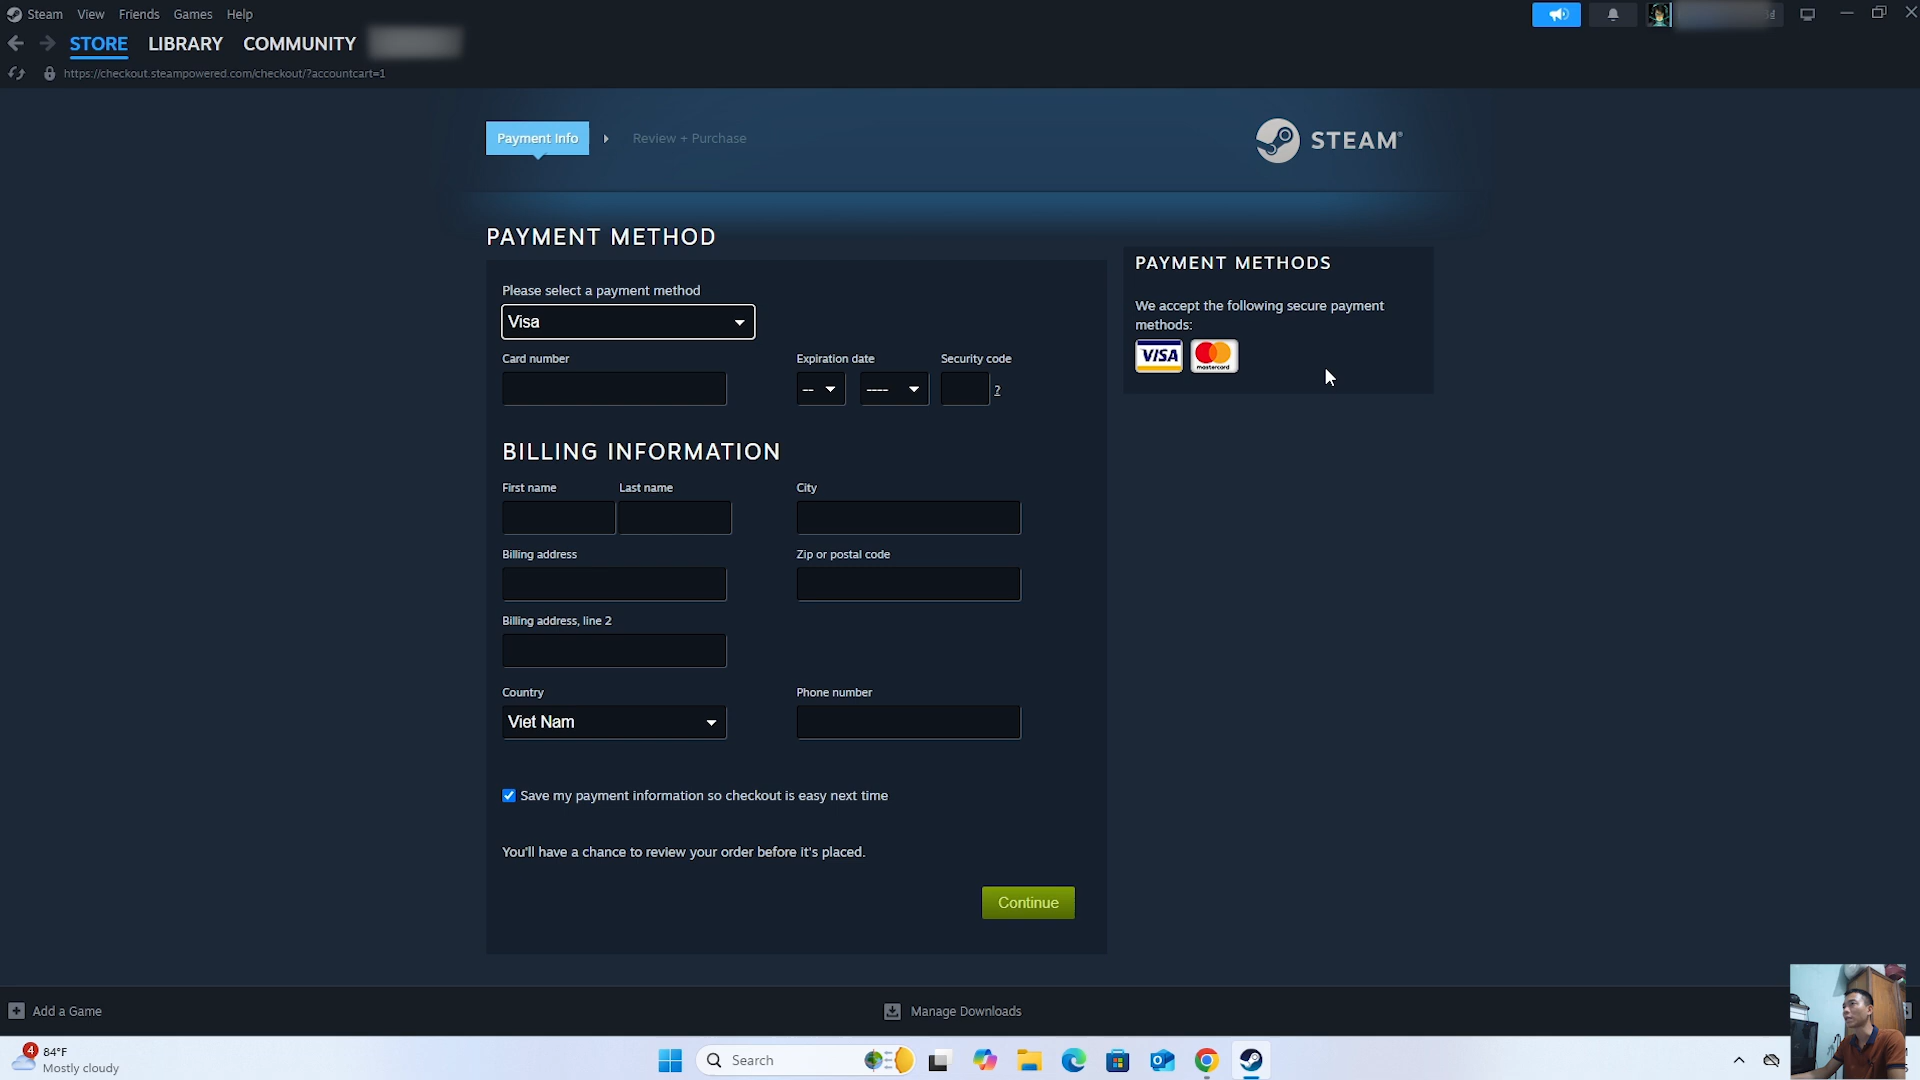 Steam View Friends Games Help
STORE LIBRARY COMMUNITY
https://checkout.steampowered.com/checkout/?accountcart=1
Payment Info Review + Purchase
STEAM®
PAYMENT METHOD
Please select a payment method
Visa
Card number Expiration date Security code
-- ---- ?
BILLING INFORMATION
First name Last name City
Billing address Zip or postal code
Billing address, line 2
Country Phone number
Viet Nam
Save my payment information so checkout is easy next time
You'll have a chance to review your order before it's placed.
Continue
PAYMENT METHODS
We accept the following secure payment
methods:
VISA mastercard
Add a Game Manage Downloads
4 84°F
Mostly cloudy
Search